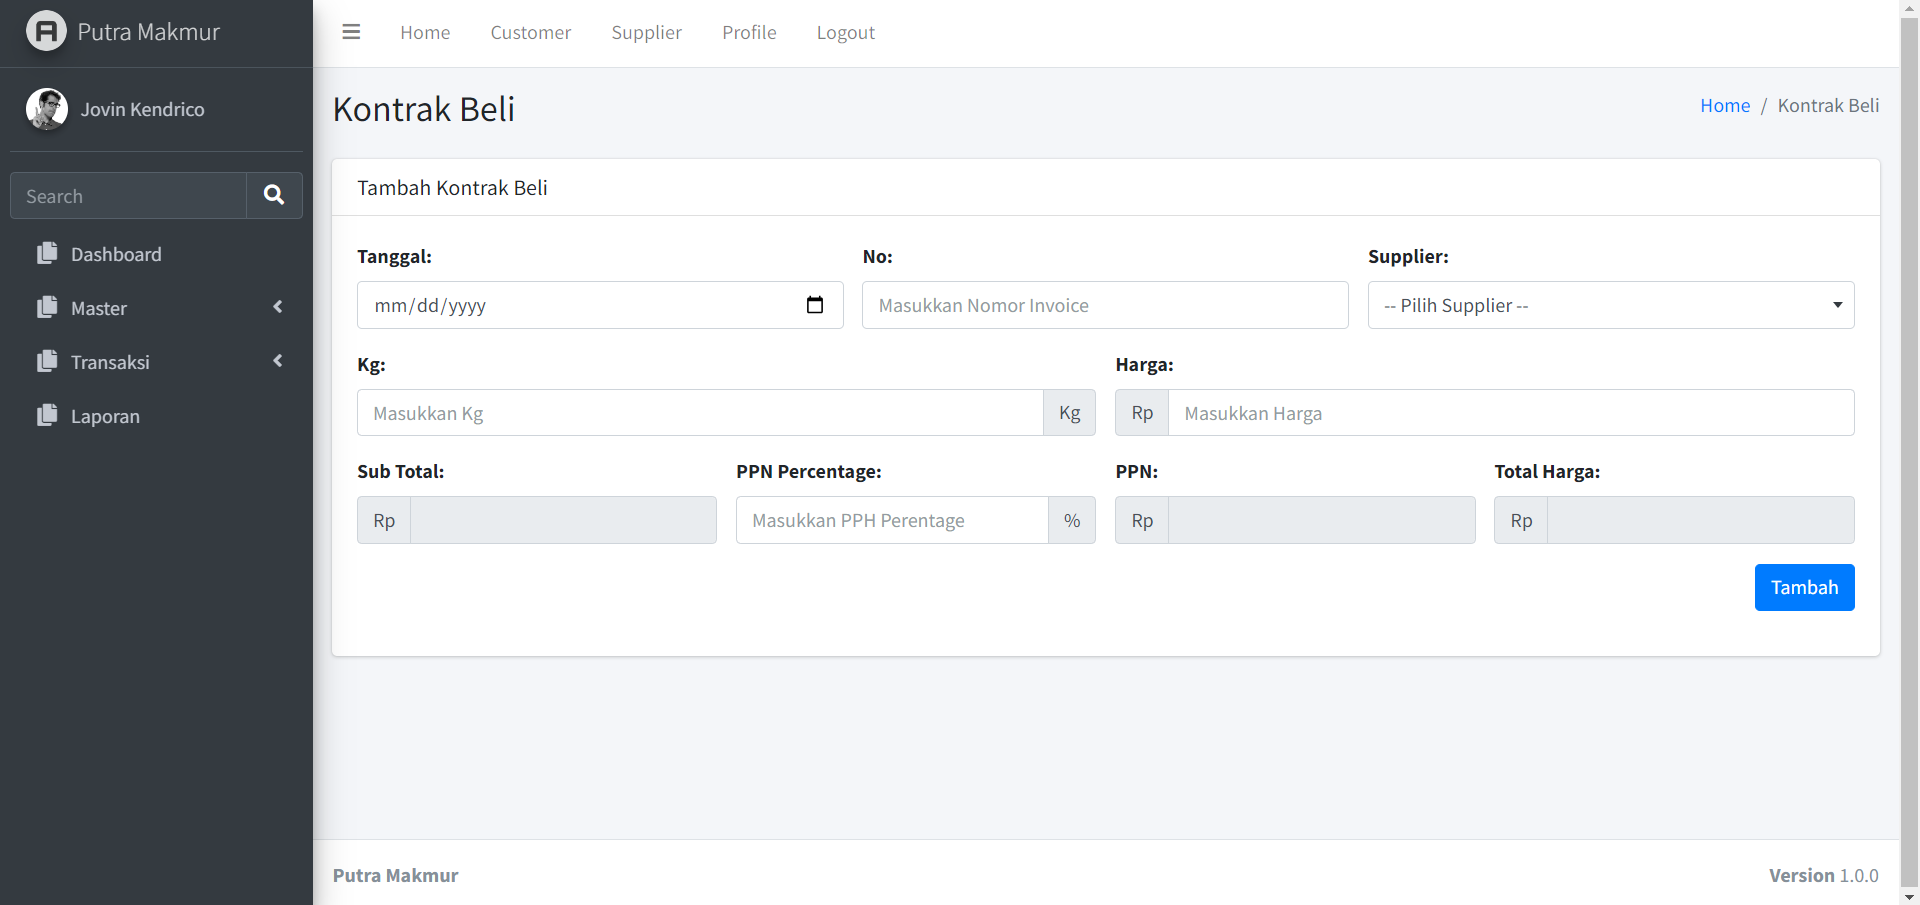 Putra Makmur
Jovin Kendrico
Search
Dashboard
Master
Transaksi
Laporan
Home Customer Supplier Profile Logout
Kontrak Beli
Home / Kontrak Beli
Tambah Kontrak Beli
Tanggal: No: Supplier:
mm/dd/yyyy Masukkan Nomor Invoice -- Pilih Supplier --
Kg: Harga:
Masukkan Kg Kg Rp Masukkan Harga
Sub Total: PPN Percentage: PPN: Total Harga:
Rp Masukkan PPH Perentage % Rp Rp
Tambah
Putra Makmur Version 1.0.0